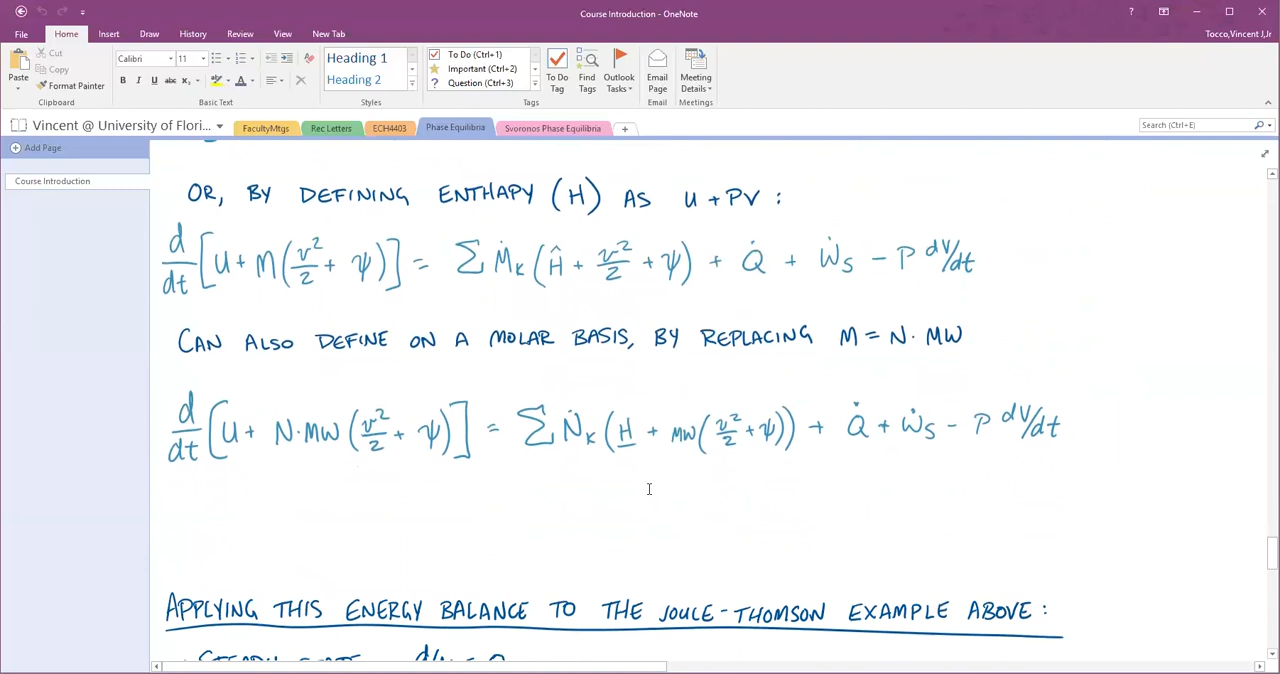 Course Introduction - OneNote
?
File Home Insert Draw History Review View New Tab
Tocco,Vincent J,Jr
Paste
Cut
Copy
Format Painter
Clipboard
Calibri 11
B I U abc x₂ A
Basic Text
Heading 1
Heading 2
Styles
To Do (Ctrl+1)
Important (Ctrl+2)
? Question (Ctrl+3)
To Do Tag
Find Tags
Outlook Tasks
Tags
Email Page
Email
Meeting Details
Meetings
Vincent @ University of Flori... FacultyMtgs Rec Letters ECH4403 Phase Equilibria Svoronos Phase Equilibria +
Search (Ctrl+E)
Add Page
Course Introduction
OR, BY DEFINING ENTHAPY (H) AS U + PV :
d/dt [U + M(v²/2 + ψ)] = Σ Ṁ_K (Ĥ + v²/2 + ψ) + Q̇ + Ẇ_S − P dV/dt
CAN ALSO DEFINE ON A MOLAR BASIS, BY REPLACING M = N · MW
d/dt [U + N·MW (v²/2 + ψ)] = Σ Ṅ_K (H + MW(v²/2 + ψ)) + Q̇ + Ẇ_S − P dV/dt
APPLYING THIS ENERGY BALANCE TO THE JOULE-THOMSON EXAMPLE ABOVE :